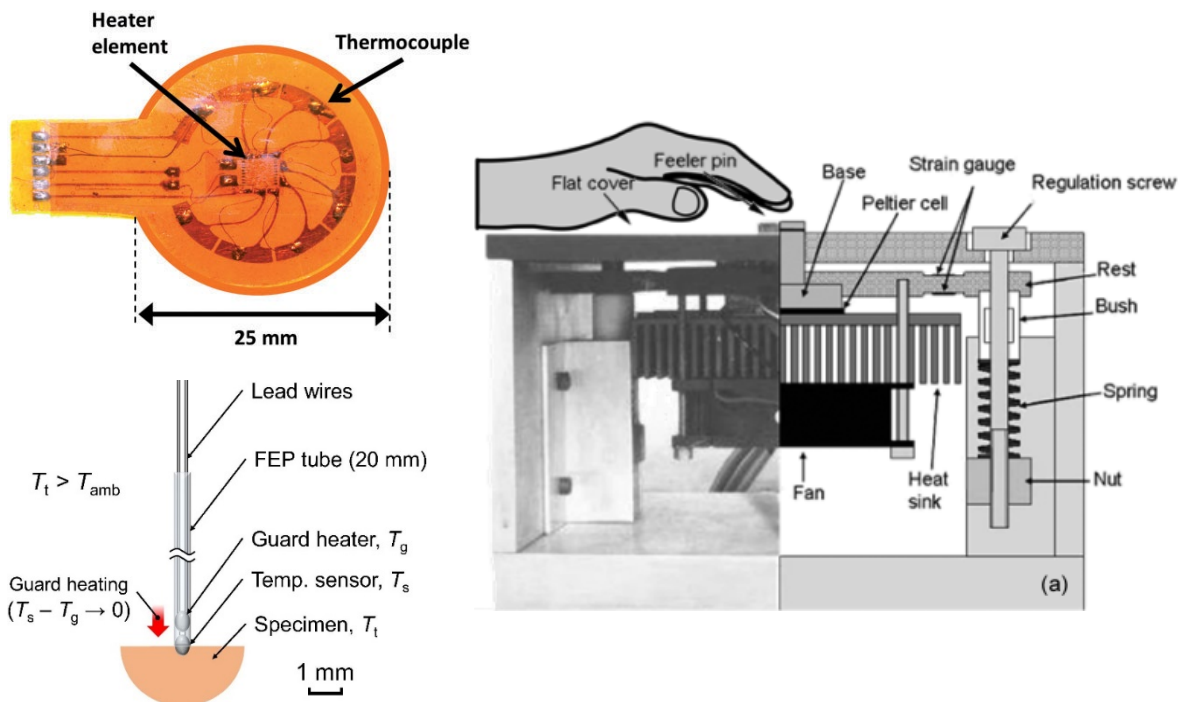 Heater
element
Thermocouple
25 mm
Lead wires
FEP tube (20 mm)
Tt > Tamb
Guard heater, Tg
Guard heating
(Ts – Tg → 0)
Temp. sensor, Ts
Specimen, Tt
1 mm
Feeler pin
Flat cover
Base
Strain gauge
Peltier cell
Regulation screw
Rest
Bush
Spring
Nut
Heat
sink
Fan
(a)